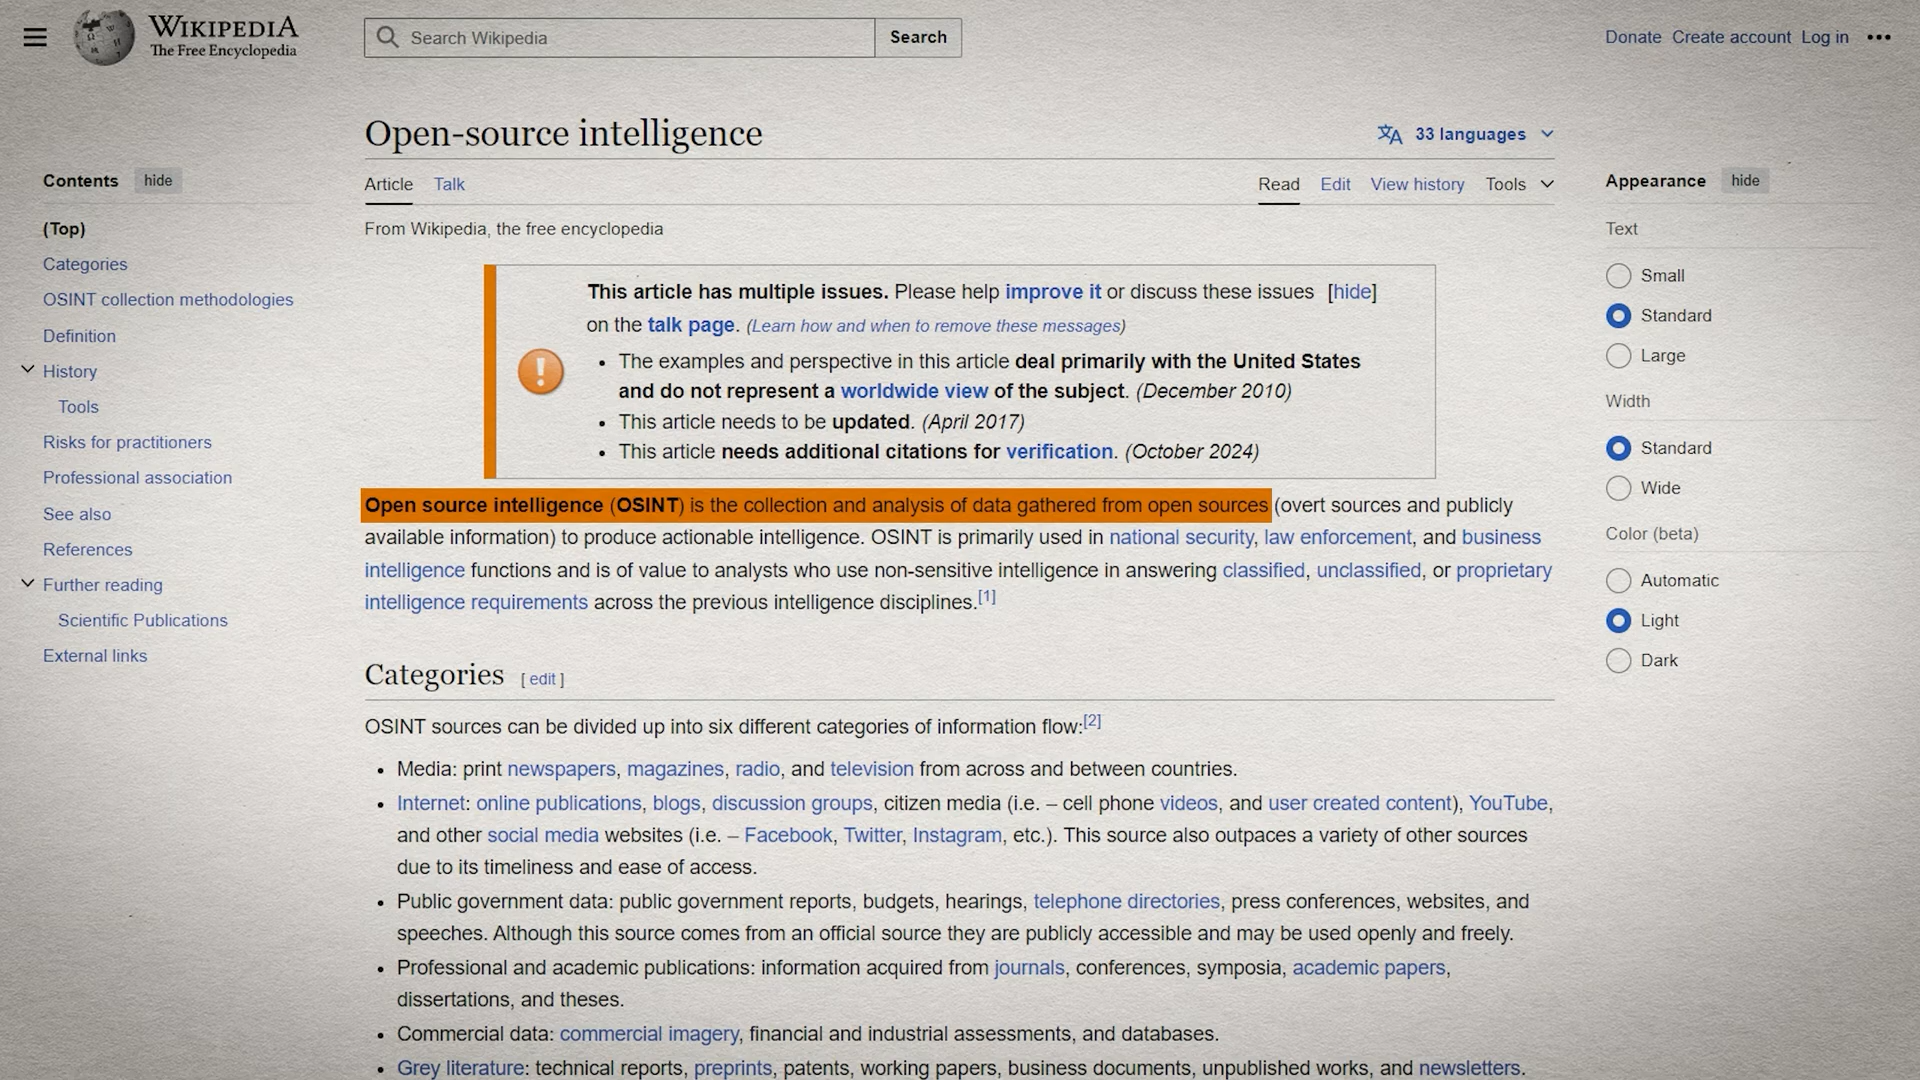 WIKIPEDIA
The Free Encyclopedia
Search Wikipedia
Search
Donate Create account Log in
Open-source intelligence
33 languages
Contents hide
(Top)
Categories
OSINT collection methodologies
Definition
History
Tools
Risks for practitioners
Professional association
See also
References
Further reading
Scientific Publications
External links
Article Talk
Read Edit View history Tools
From Wikipedia, the free encyclopedia
This article has multiple issues. Please help improve it or discuss these issues [hide]
on the talk page. (Learn how and when to remove these messages)
• The examples and perspective in this article deal primarily with the United States
and do not represent a worldwide view of the subject. (December 2010)
• This article needs to be updated. (April 2017)
• This article needs additional citations for verification. (October 2024)
Open source intelligence (OSINT) is the collection and analysis of data gathered from open sources (overt sources and publicly
available information) to produce actionable intelligence. OSINT is primarily used in national security, law enforcement, and business
intelligence functions and is of value to analysts who use non-sensitive intelligence in answering classified, unclassified, or proprietary
intelligence requirements across the previous intelligence disciplines.[1]
Categories [ edit ]
OSINT sources can be divided up into six different categories of information flow:[2]
• Media: print newspapers, magazines, radio, and television from across and between countries.
• Internet: online publications, blogs, discussion groups, citizen media (i.e. – cell phone videos, and user created content), YouTube,
and other social media websites (i.e. – Facebook, Twitter, Instagram, etc.). This source also outpaces a variety of other sources
due to its timeliness and ease of access.
• Public government data: public government reports, budgets, hearings, telephone directories, press conferences, websites, and
speeches. Although this source comes from an official source they are publicly accessible and may be used openly and freely.
• Professional and academic publications: information acquired from journals, conferences, symposia, academic papers,
dissertations, and theses.
• Commercial data: commercial imagery, financial and industrial assessments, and databases.
• Grey literature: technical reports, preprints, patents, working papers, business documents, unpublished works, and newsletters.
Appearance hide
Text
Small
Standard
Large
Width
Standard
Wide
Color (beta)
Automatic
Light
Dark